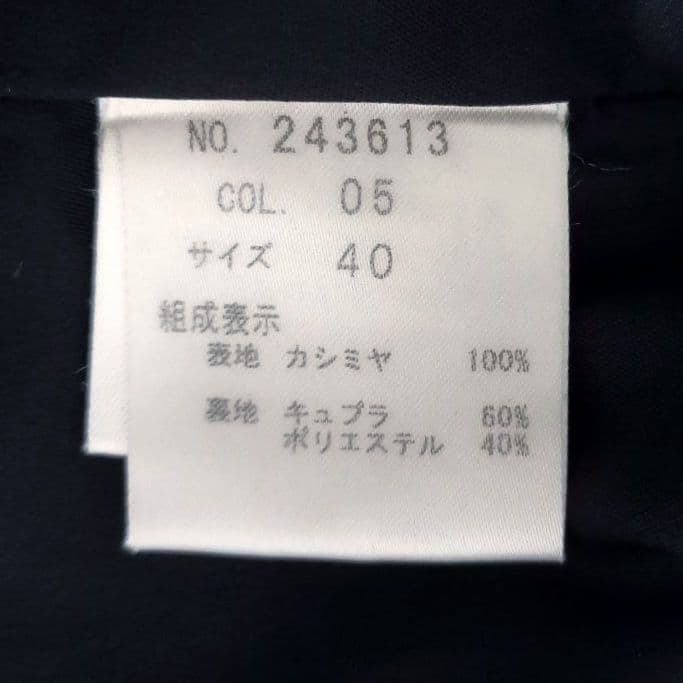 NO. 243613
COL. 05
サイズ 40
組成表示
表地 カシミヤ 100%
裏地 キュプラ 60%
ポリエステル 40%